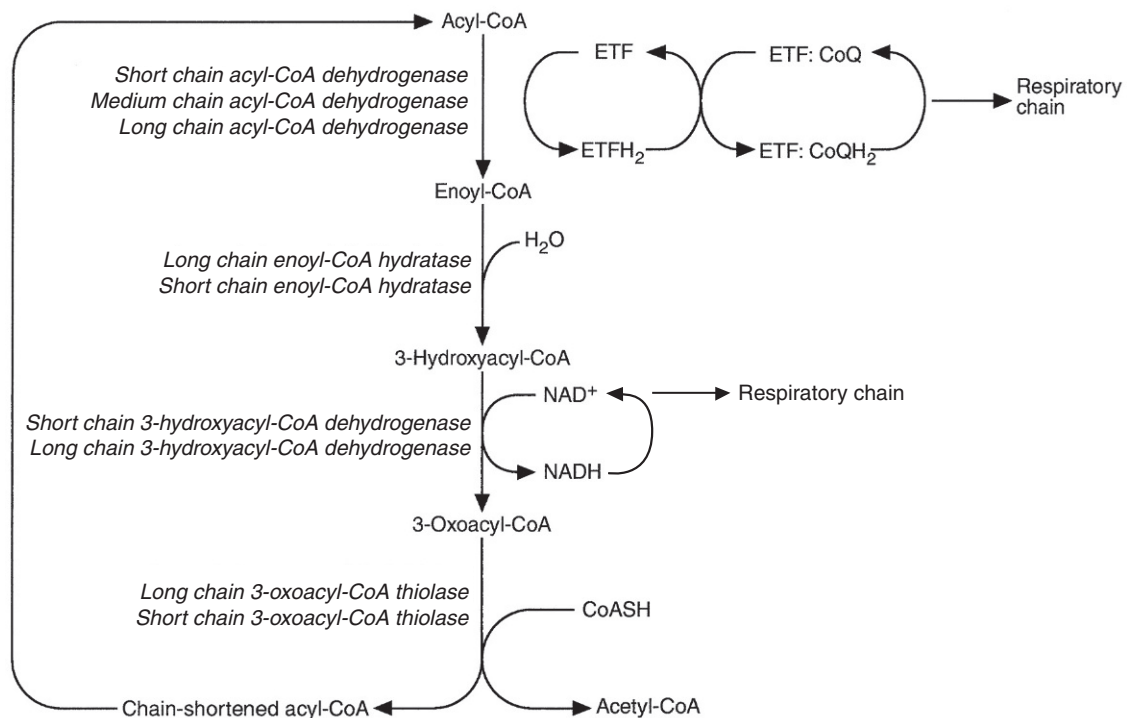 Acyl-CoA
Short chain acyl-CoA dehydrogenase
Medium chain acyl-CoA dehydrogenase
Long chain acyl-CoA dehydrogenase
ETF
ETF: CoQ
Respiratory
chain
ETFH₂
ETF: CoQH₂
Enoyl-CoA
H₂O
Long chain enoyl-CoA hydratase
Short chain enoyl-CoA hydratase
3-Hydroxyacyl-CoA
NAD⁺
Respiratory chain
Short chain 3-hydroxyacyl-CoA dehydrogenase
Long chain 3-hydroxyacyl-CoA dehydrogenase
NADH
3-Oxoacyl-CoA
Long chain 3-oxoacyl-CoA thiolase
Short chain 3-oxoacyl-CoA thiolase
CoASH
Chain-shortened acyl-CoA
Acetyl-CoA